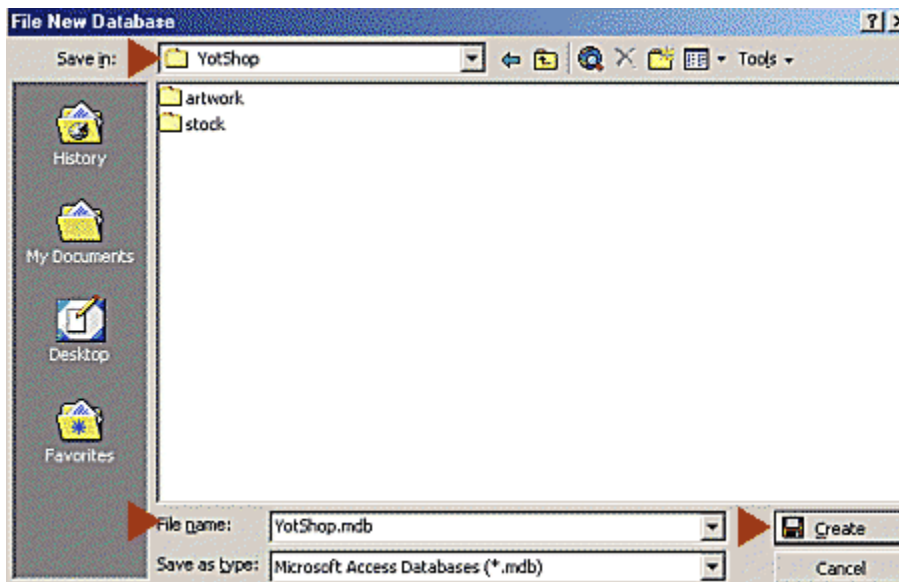 File New Database
Save in: YotShop Tools
artwork
stock
History
My Documents
Desktop
Favorites
File name: YotShop.mdb Create
Save as type: Microsoft Access Databases (*.mdb) Cancel